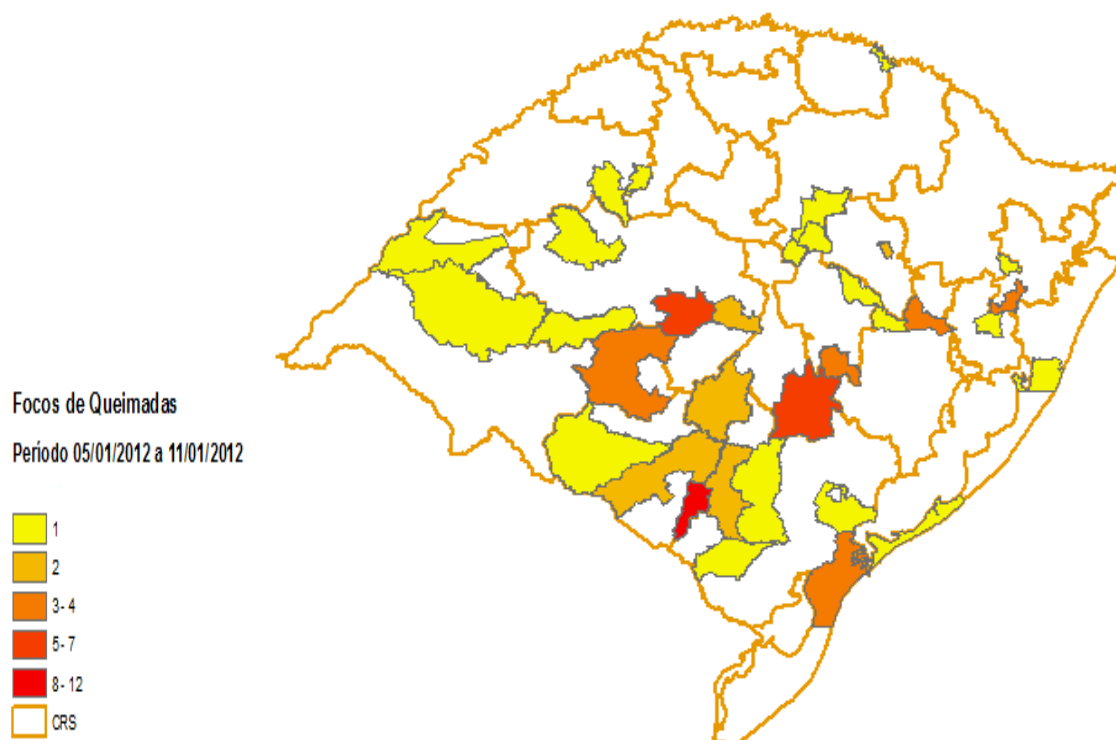 Focos de Queimadas
Período 05/01/2012 a 11/01/2012
1
2
3- 4
5- 7
8- 12
CRS